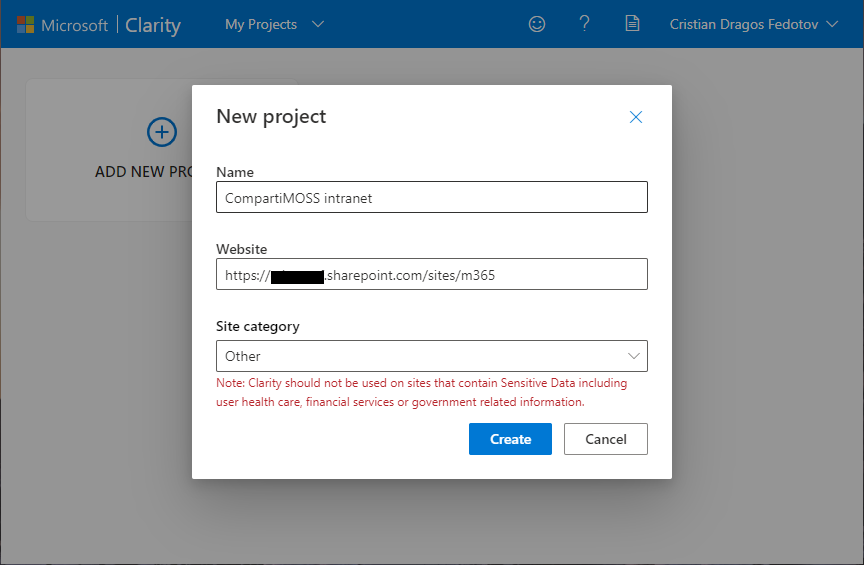 Microsoft | Clarity My Projects ? Cristian Dragos Fedotov
New project
ADD NEW PRO
Name
CompartiMOSS intranet
Website
https:// .sharepoint.com/sites/m365
Site category
Other
Note: Clarity should not be used on sites that contain Sensitive Data including
user health care, financial services or government related information.
Create Cancel